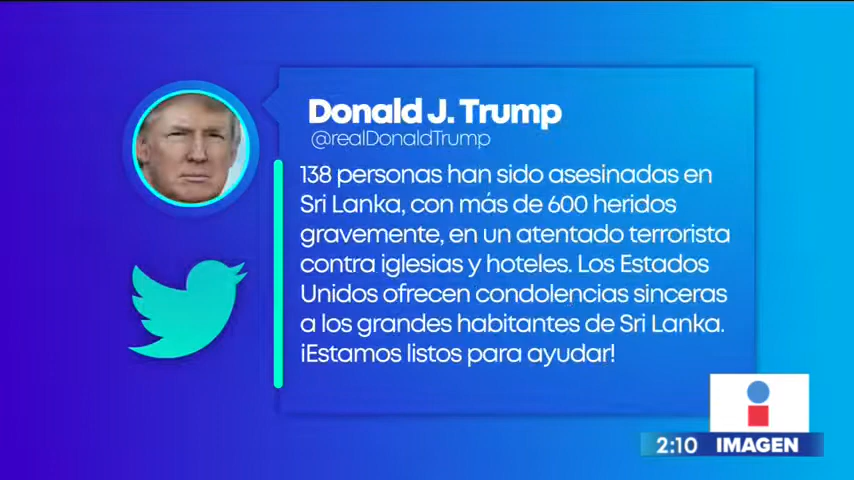 Donald J. Trump
@realDonaldTrump
138 personas han sido asesinadas en
Sri Lanka, con más de 600 heridos
gravemente, en un atentado terrorista
contra iglesias y hoteles. Los Estados
Unidos ofrecen condolencias sinceras
a los grandes habitantes de Sri Lanka.
¡Estamos listos para ayudar!
2:10 IMAGEN